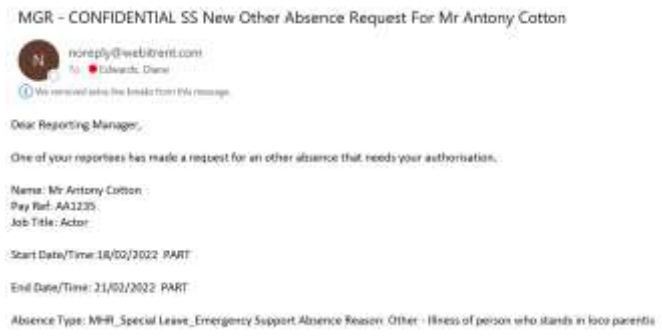 MGR - CONFIDENTIAL SS New Other Absence Request For Mr Antony Cotton
N
noreply@webitrent.com
To Edwards, Diane
We removed extra line breaks from this message.
Dear Reporting Manager,
One of your reportees has made a request for an other absence that needs your authorisation.
Name: Mr Antony Cotton
Pay Ref: AA1235
Job Title: Actor
Start Date/Time:18/02/2022 PART
End Date/Time: 21/02/2022 PART
Absence Type: MHR_Special Leave_Emergency Support Absence Reason: Other - Illness of person who stands in loco parentis